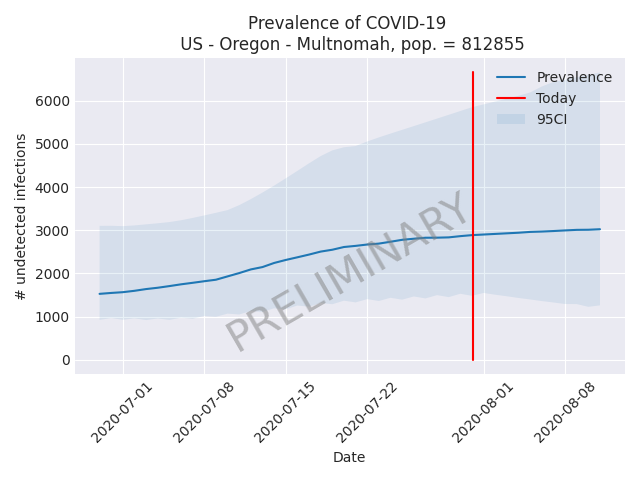 Prevalence of COVID-19
US - Oregon - Multnomah, pop. = 812855
Prevalence
Today
95CI
# undetected infections
6000
5000
4000
3000
2000
1000
0
PRELIMINARY
2020-07-01
2020-07-08
2020-07-15
2020-07-22
2020-08-01
2020-08-08
Date